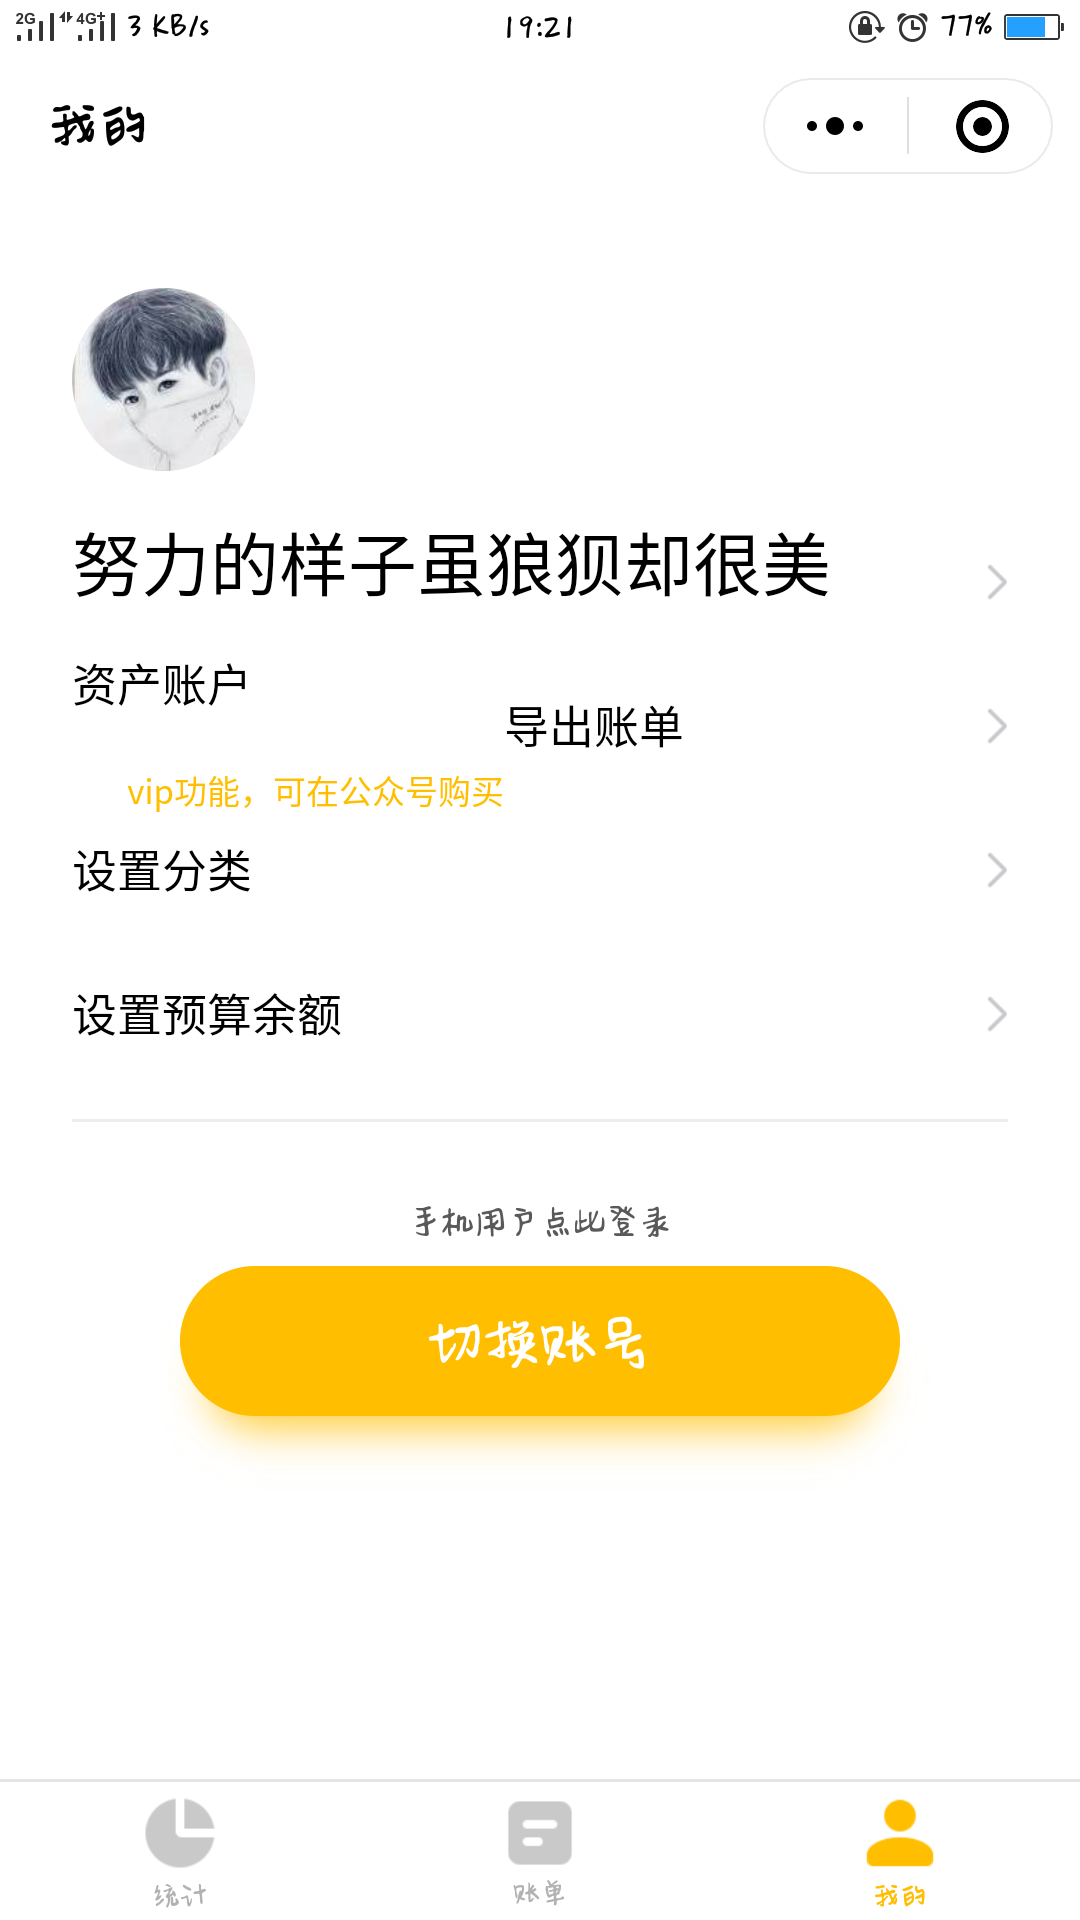 2G 4G+ 3 KB/s 19:21 77%
我的
努力的样子虽狼狈却很美
资产账户
导出账单
vip功能，可在公众号购买
设置分类
设置预算余额
手机用户点此登录
切换账号
统计 账单 我的